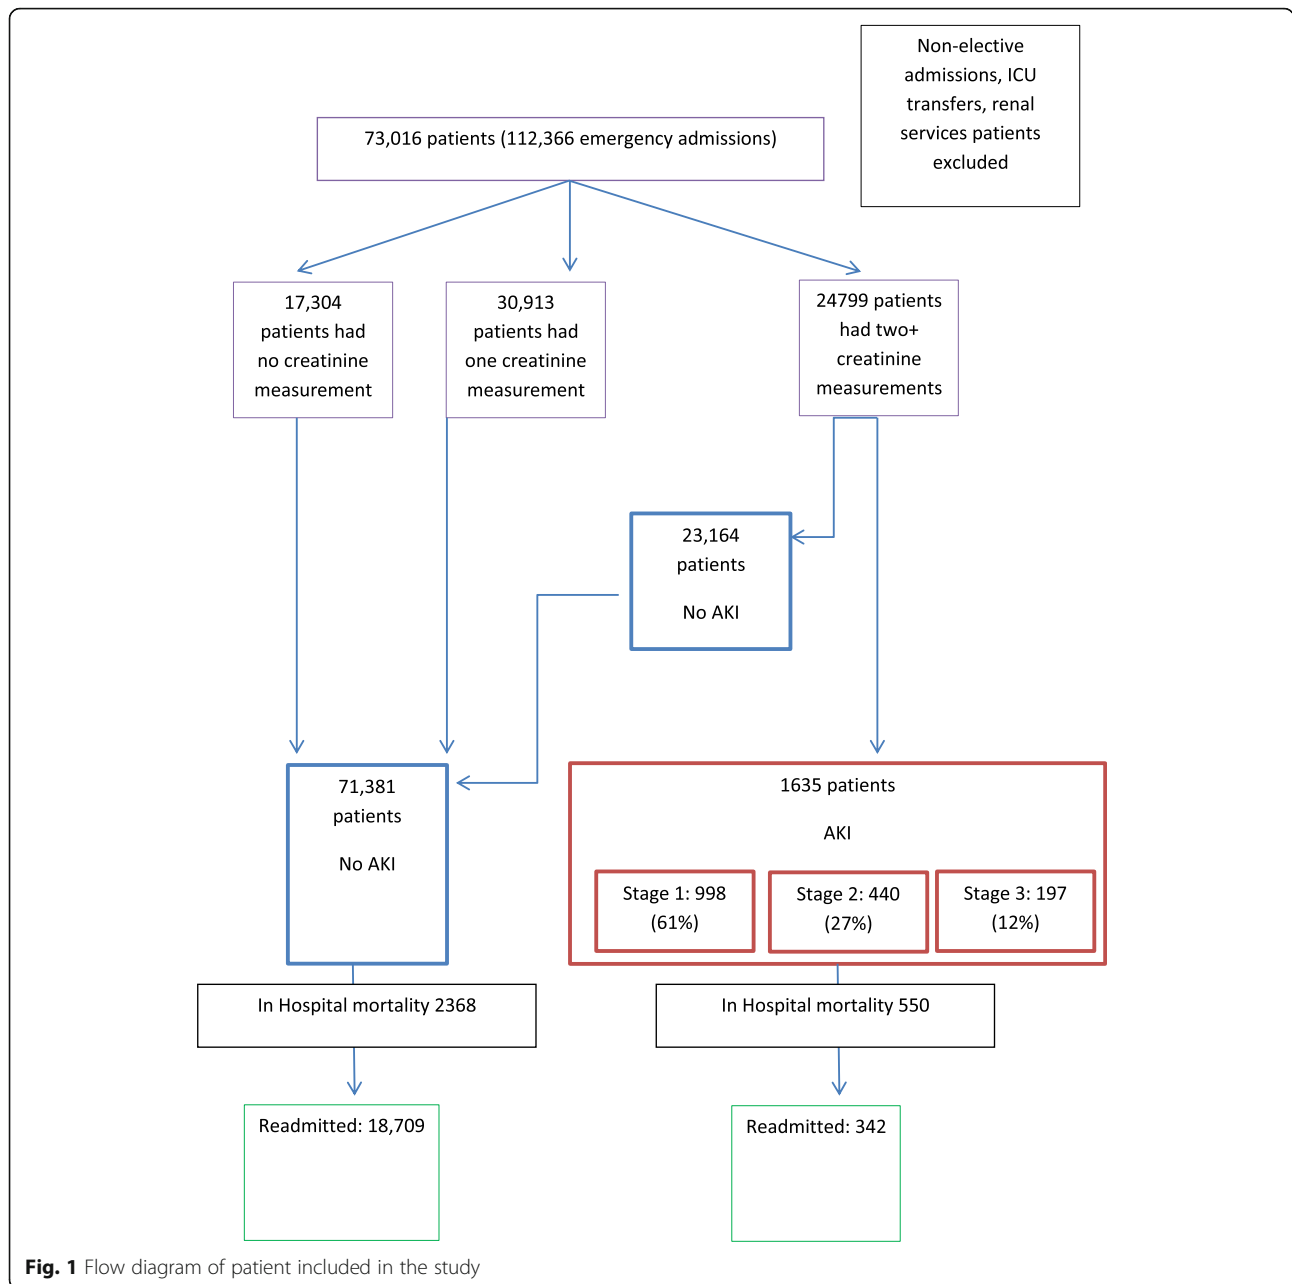 Non-elective
admissions, ICU
transfers, renal
services patients
excluded
73,016 patients (112,366 emergency admissions)
17,304
patients had
no creatinine
measurement
30,913
patients had
one creatinine
measurement
24799 patients
had two+
creatinine
measurements
23,164
patients
No AKI
71,381
patients
No AKI
1635 patients
AKI
Stage 1: 998
(61%)
Stage 2: 440
(27%)
Stage 3: 197
(12%)
In Hospital mortality 2368
In Hospital mortality 550
Readmitted: 18,709
Readmitted: 342
Fig. 1 Flow diagram of patient included in the study